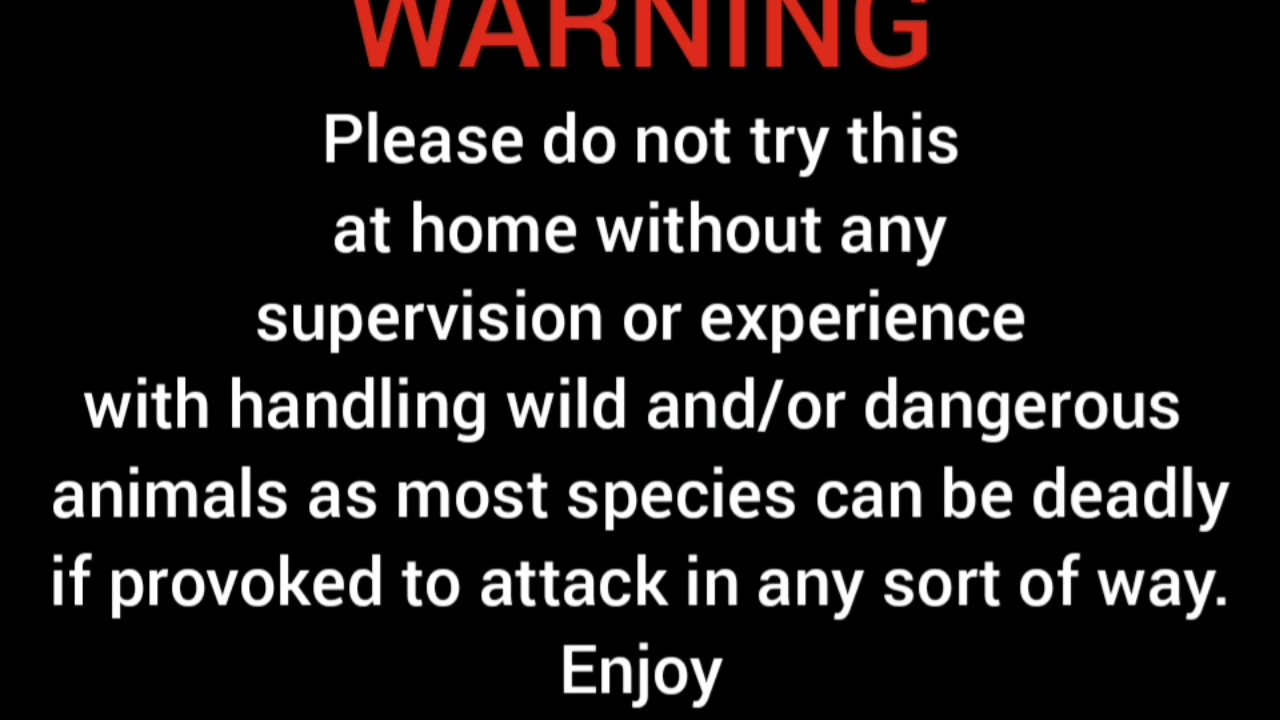 WARNING
Please do not try this
at home without any
supervision or experience
with handling wild and/or dangerous
animals as most species can be deadly
if provoked to attack in any sort of way.
Enjoy